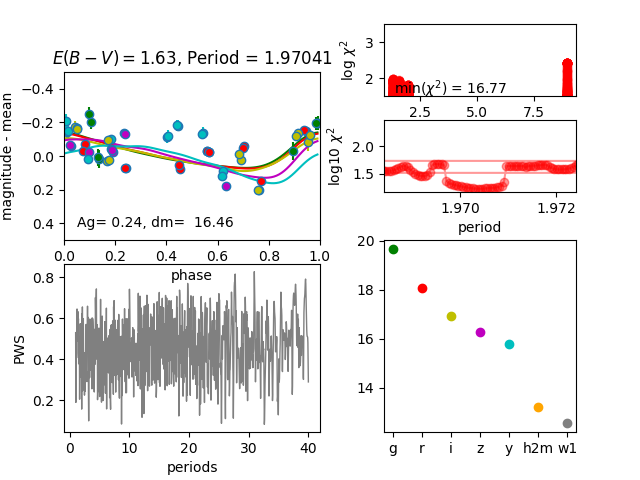 E(B − V) = 1.63, Period = 1.97041
magnitude - mean
−0.4
−0.2
0.0
0.2
0.4
Ag= 0.24, dm= 16.46
0.0 0.2 0.4 0.6 0.8 1.0
phase
log χ²
3
2
min(χ²) = 16.77
2.5 5.0 7.5
log10 χ²
2.0
1.5
1.970 1.972
period
PWS
0.8
0.6
0.4
0.2
0 10 20 30 40
periods
20
18
16
14
g r i z y h2m w1